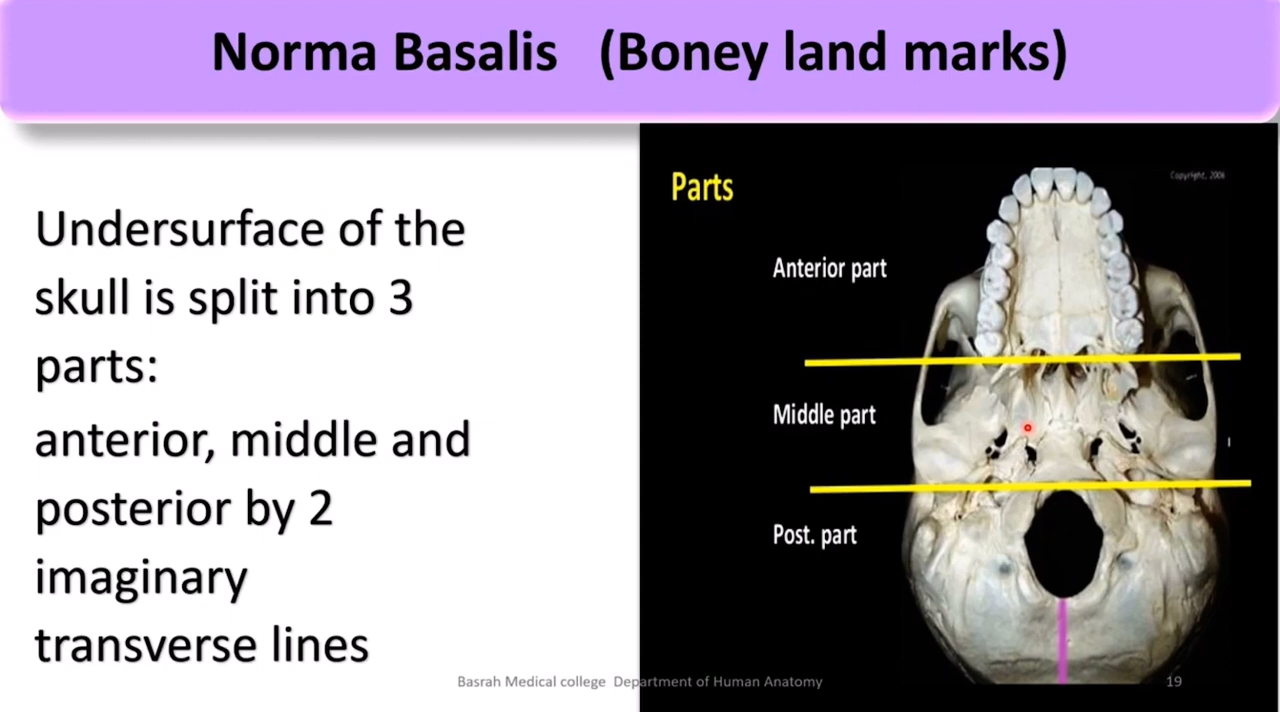 Norma Basalis (Boney land marks)
Undersurface of the
skull is split into 3
parts:
anterior, middle and
posterior by 2
imaginary
transverse lines
Parts
Copyright, 2006
Anterior part
Middle part
Post. part
Basrah Medical college Department of Human Anatomy
19